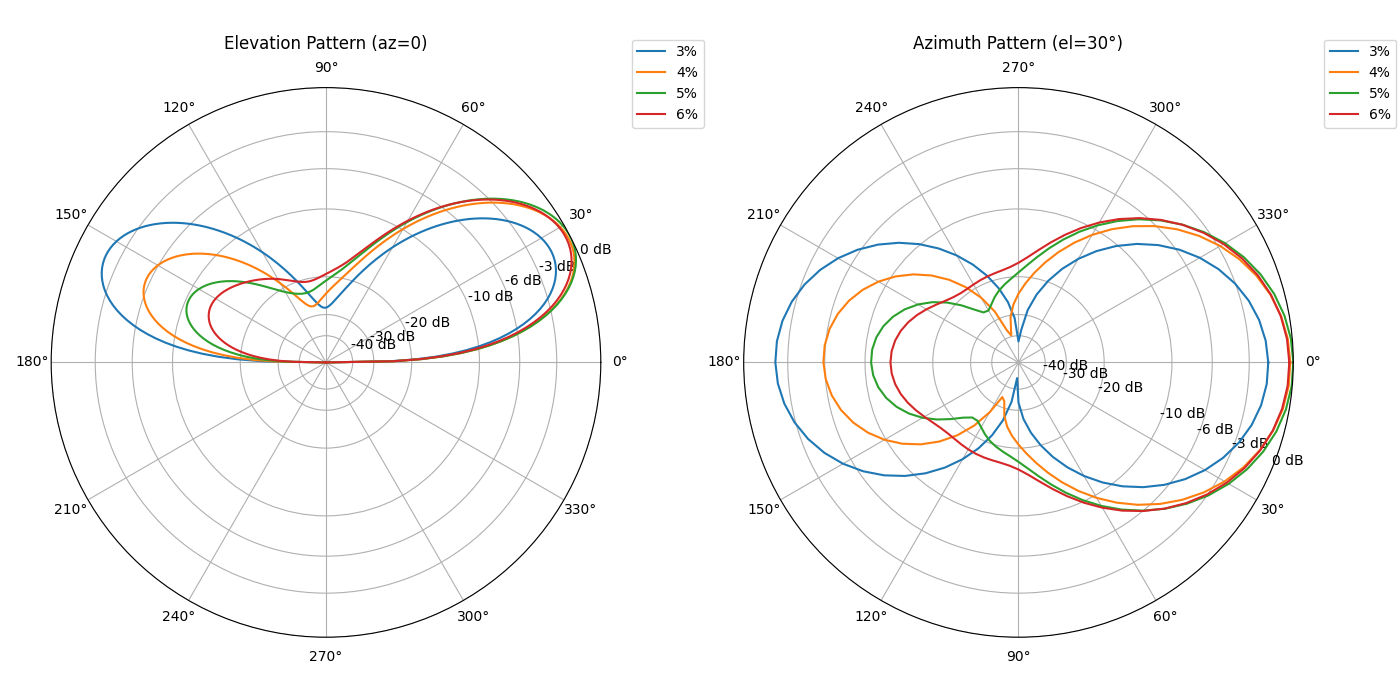 Elevation Pattern (az=0)
90°
120°
60°
150°
30°
180°
0°
210°
330°
240°
300°
270°
0 dB
-3 dB
-6 dB
-10 dB
-20 dB
-30 dB
-40 dB
3%
4%
5%
6%
Azimuth Pattern (el=30°)
270°
240°
300°
210°
330°
180°
0°
150°
30°
120°
60°
90°
-40 dB
-30 dB
-20 dB
-10 dB
-6 dB
-3 dB
0 dB
3%
4%
5%
6%